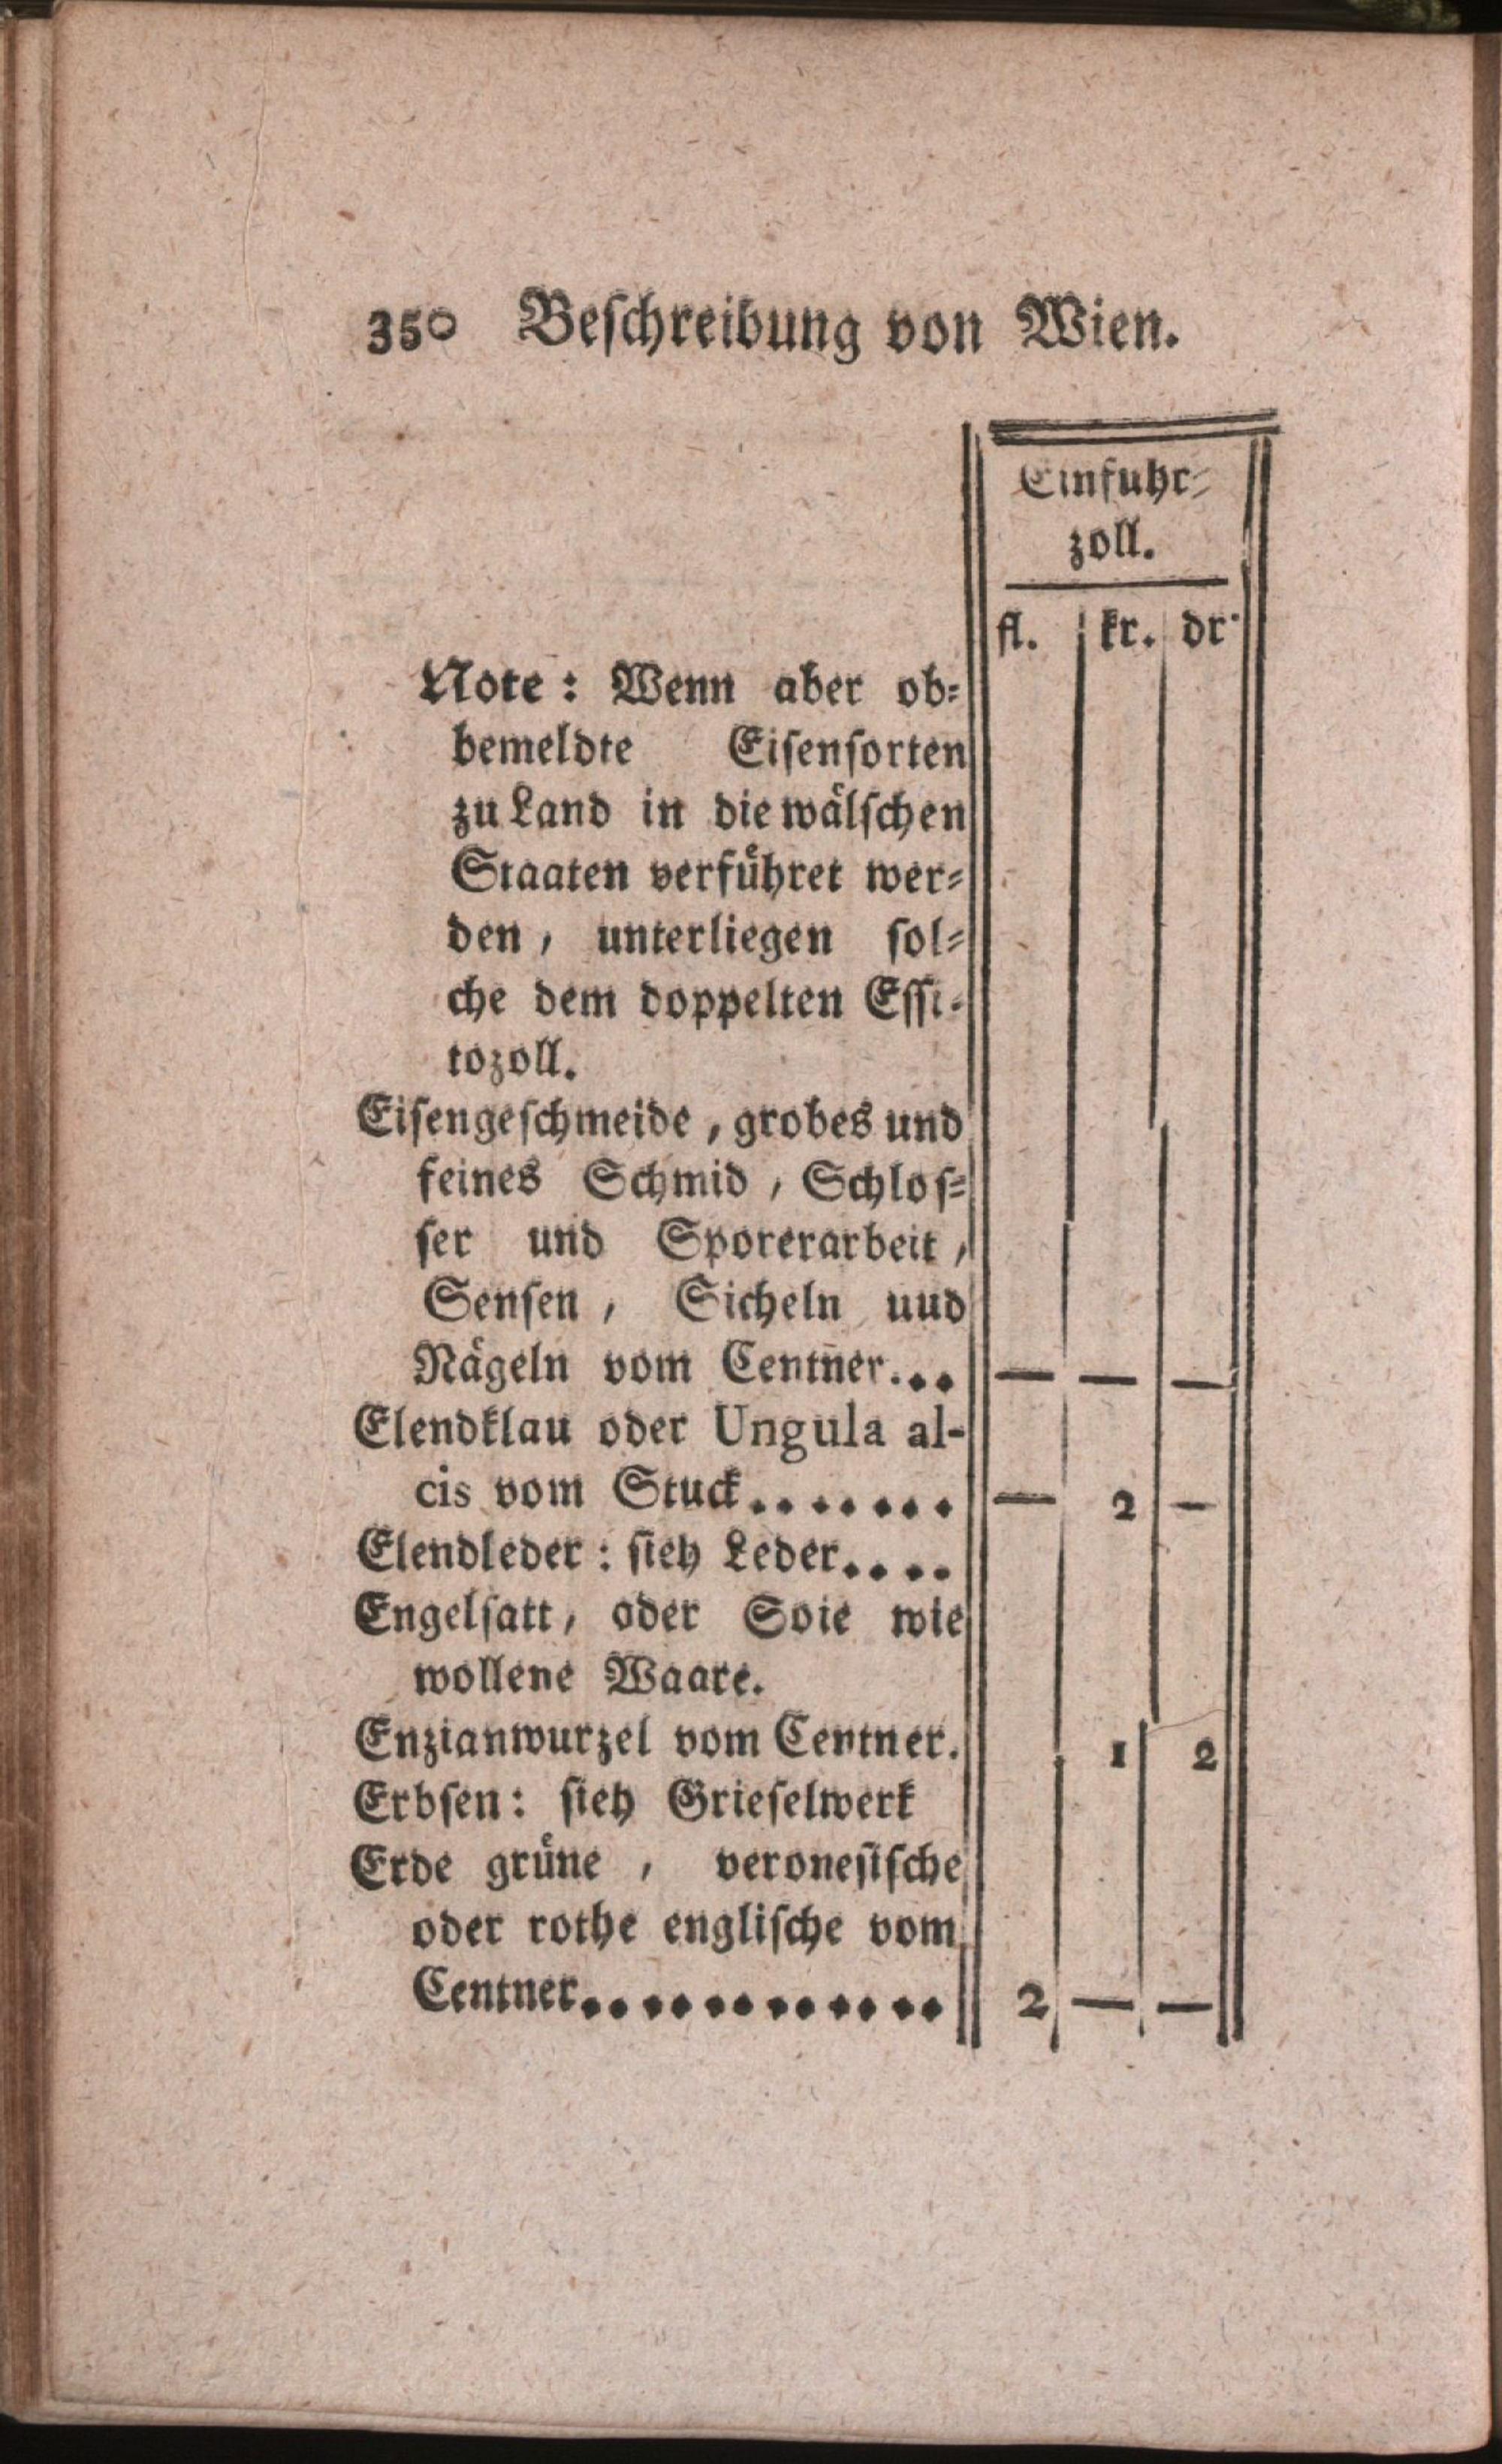 350 Beschreibung von Wien.
Einfuhr-
zoll.
fl. kr. dr.
Note: Wenn aber ob-
bemeldte Eisensorten
zu Land in die wälschen
Staaten verführet wer-
den, unterliegen sol-
che dem doppelten Essi-
tozoll.
Eisengeschmeide, grobes und
feines Schmid, Schlos-
ser und Sporerarbeit,
Sensen, Sicheln uud
Nägeln vom Centner... — — —
Elendklau oder Ungula al-
cis vom Stuck....... — 2 —
Elendleder: sieh Leder....
Engelsatt, oder Soie wie
wollene Waare.
Enzianwurzel vom Centner. 1 2
Erbsen: sieh Grieselwerk
Erde grüne, veronesische
oder rothe englische vom
Centner............ 2 — —